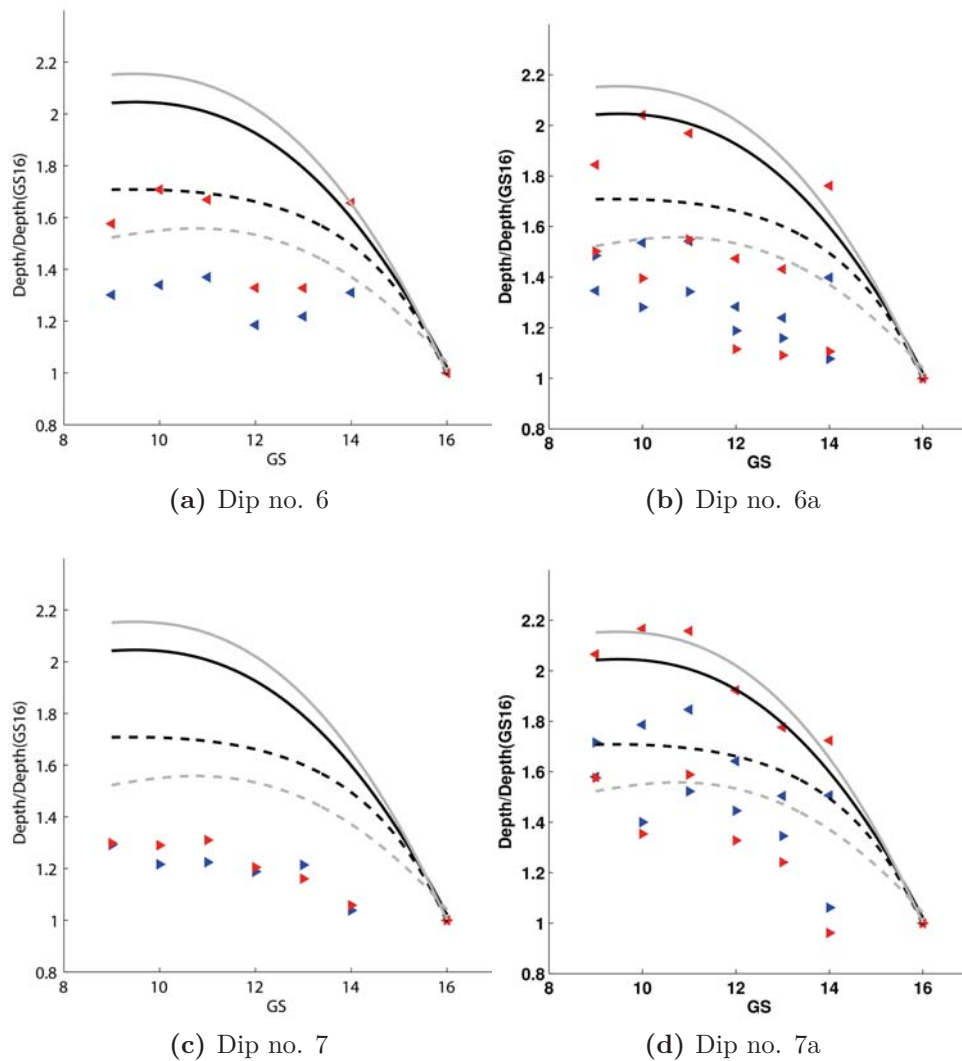 2.2
2
1.8
1.6
1.4
1.2
1
0.8
8 10 12 14 16
Depth/Depth(GS16)
GS
(a) Dip no. 6
2.2
2
1.8
1.6
1.4
1.2
1
0.8
8 10 12 14 16
Depth/Depth(GS16)
GS
(b) Dip no. 6a
2.2
2
1.8
1.6
1.4
1.2
1
0.8
8 10 12 14 16
Depth/Depth(GS16)
GS
(c) Dip no. 7
2.2
2
1.8
1.6
1.4
1.2
1
0.8
8 10 12 14 16
Depth/Depth(GS16)
GS
(d) Dip no. 7a